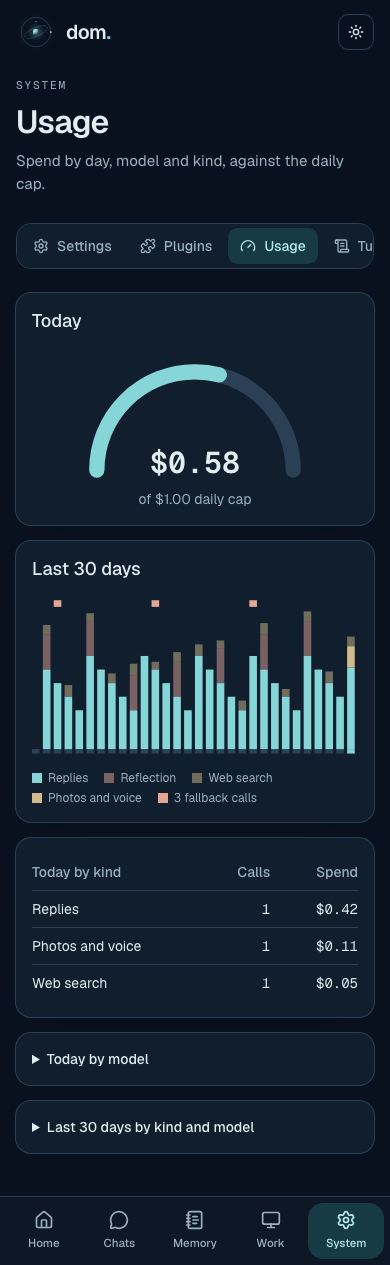 dom.
SYSTEM
Usage
Spend by day, model and kind, against the daily
cap.
Settings Plugins Usage Tu
Today
$0.58
of $1.00 daily cap
Last 30 days
Replies Reflection Web search
Photos and voice 3 fallback calls
Today by kind Calls Spend
Replies 1 $0.42
Photos and voice 1 $0.11
Web search 1 $0.05
Today by model
Last 30 days by kind and model
Home Chats Memory Work System